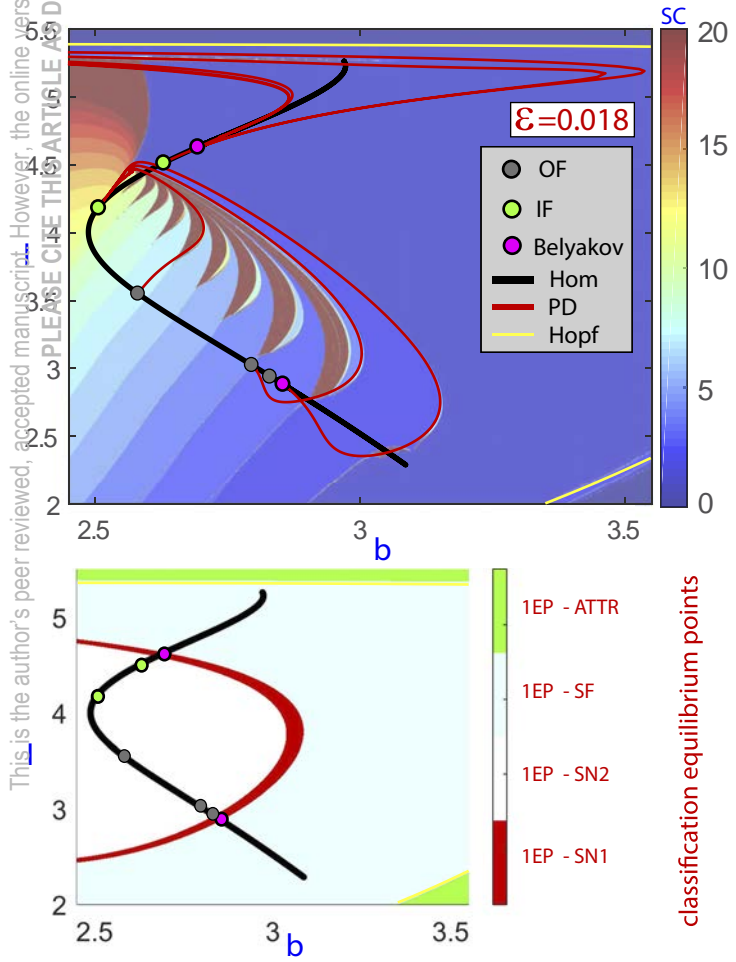 This is the author's peer reviewed, accepted manuscript. However, the online vers
PLEASE CITE THIS ARTICLE AS D
SC
5.5
5
4.5
4
3.5
3
2.5
2
I
2.5
3
3.5
b
ε=0.018
OF
IF
Belyakov
Hom
PD
Hopf
20
15
10
5
0
5
4
3
2
I
2.5
3
3.5
b
1EP - ATTR
1EP - SF
1EP - SN2
1EP - SN1
classification equilibrium points